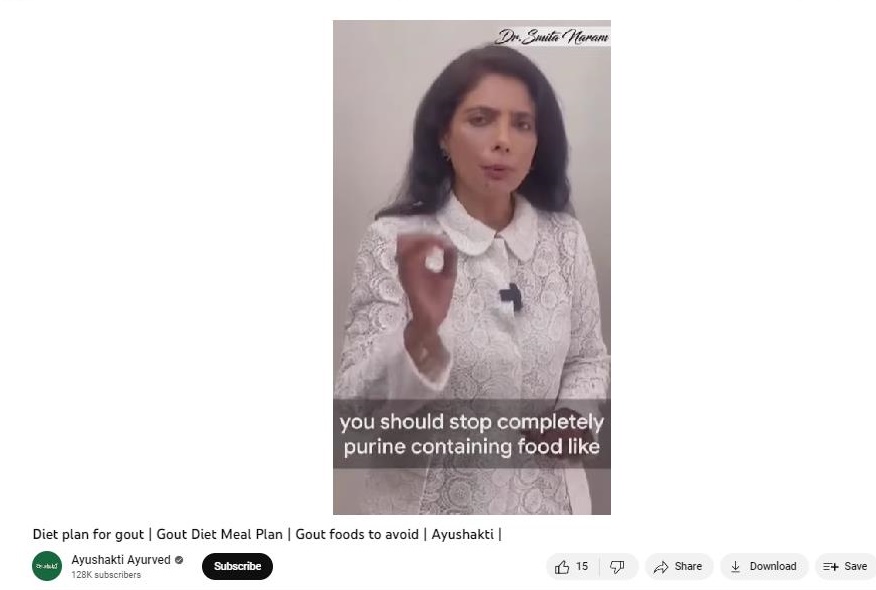 Dr. Smita Naram
you should stop completely
purine containing food like
Diet plan for gout | Gout Diet Meal Plan | Gout foods to avoid | Ayushakti |
Ayushakti Ayurved
128K subscribers
Subscribe
15
Share
Download
Save